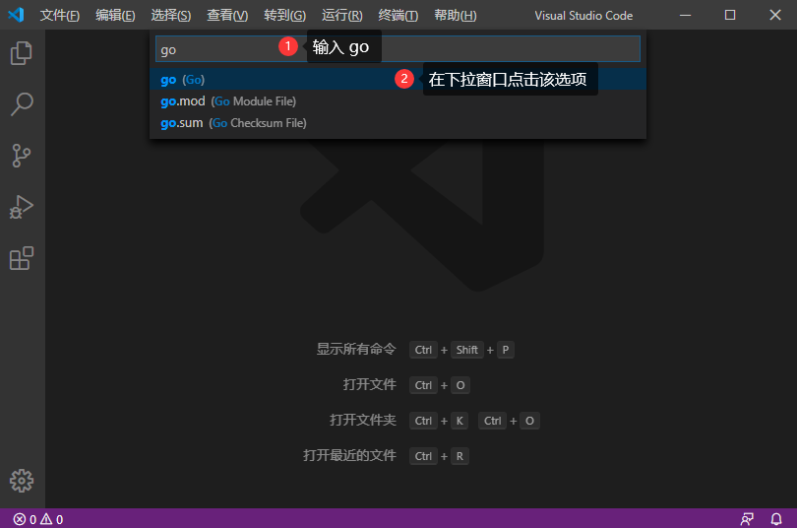 文件(F) 编辑(E) 选择(S) 查看(V) 转到(G) 运行(R) 终端(T) 帮助(H) Visual Studio Code
go 1 输入 go
go (Go) 2 在下拉窗口点击该选项
go.mod (Go Module File)
go.sum (Go Checksum File)
显示所有命令 Ctrl + Shift + P
打开文件 Ctrl + O
打开文件夹 Ctrl + K Ctrl + O
打开最近的文件 Ctrl + R
0 0